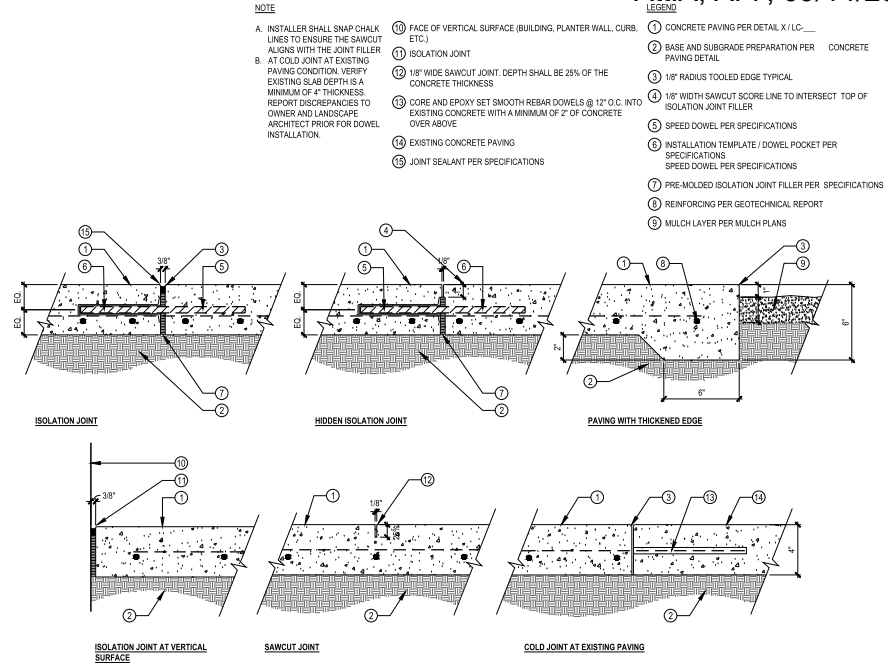 NOTE
A. INSTALLER SHALL SNAP CHALK
LINES TO ENSURE THE SAWCUT
ALIGNS WITH THE JOINT FILLER
B. AT COLD JOINT AT EXISTING
PAVING CONDITION. VERIFY
EXISTING SLAB DEPTH IS A
MINIMUM OF 4" THICKNESS.
REPORT DISCREPANCIES TO
OWNER AND LANDSCAPE
ARCHITECT PRIOR FOR DOWEL
INSTALLATION.
10 FACE OF VERTICAL SURFACE (BUILDING, PLANTER WALL, CURB,
ETC.)
11 ISOLATION JOINT
12 1/8" WIDE SAWCUT JOINT. DEPTH SHALL BE 25% OF THE
CONCRETE THICKNESS
13 CORE AND EPOXY SET SMOOTH REBAR DOWELS @ 12" O.C. INTO
EXISTING CONCRETE WITH A MINIMUM OF 2" OF CONCRETE
OVER ABOVE
14 EXISTING CONCRETE PAVING
15 JOINT SEALANT PER SPECIFICATIONS
LEGEND
1 CONCRETE PAVING PER DETAIL X / LC-___
2 BASE AND SUBGRADE PREPARATION PER CONCRETE
PAVING DETAIL
3 1/8" RADIUS TOOLED EDGE TYPICAL
4 1/8" WIDTH SAWCUT SCORE LINE TO INTERSECT TOP OF
ISOLATION JOINT FILLER
5 SPEED DOWEL PER SPECIFICATIONS
6 INSTALLATION TEMPLATE / DOWEL POCKET PER
SPECIFICATIONS
SPEED DOWEL PER SPECIFICATIONS
7 PRE-MOLDED ISOLATION JOINT FILLER PER SPECIFICATIONS
8 REINFORCING PER GEOTECHNICAL REPORT
9 MULCH LAYER PER MULCH PLANS
15
1
6
3/8"
3
5
EQ.
EQ.
7
2
ISOLATION JOINT
4
1
5
1/8"
6
EQ.
EQ.
7
2
HIDDEN ISOLATION JOINT
1
8
3
9
1"
6"
2"
2
6"
PAVING WITH THICKENED EDGE
10
11
1
3/8"
2
ISOLATION JOINT AT VERTICAL
SURFACE
1
1/8"
12
2
SAWCUT JOINT
1
3
13
14
4"
2
COLD JOINT AT EXISTING PAVING